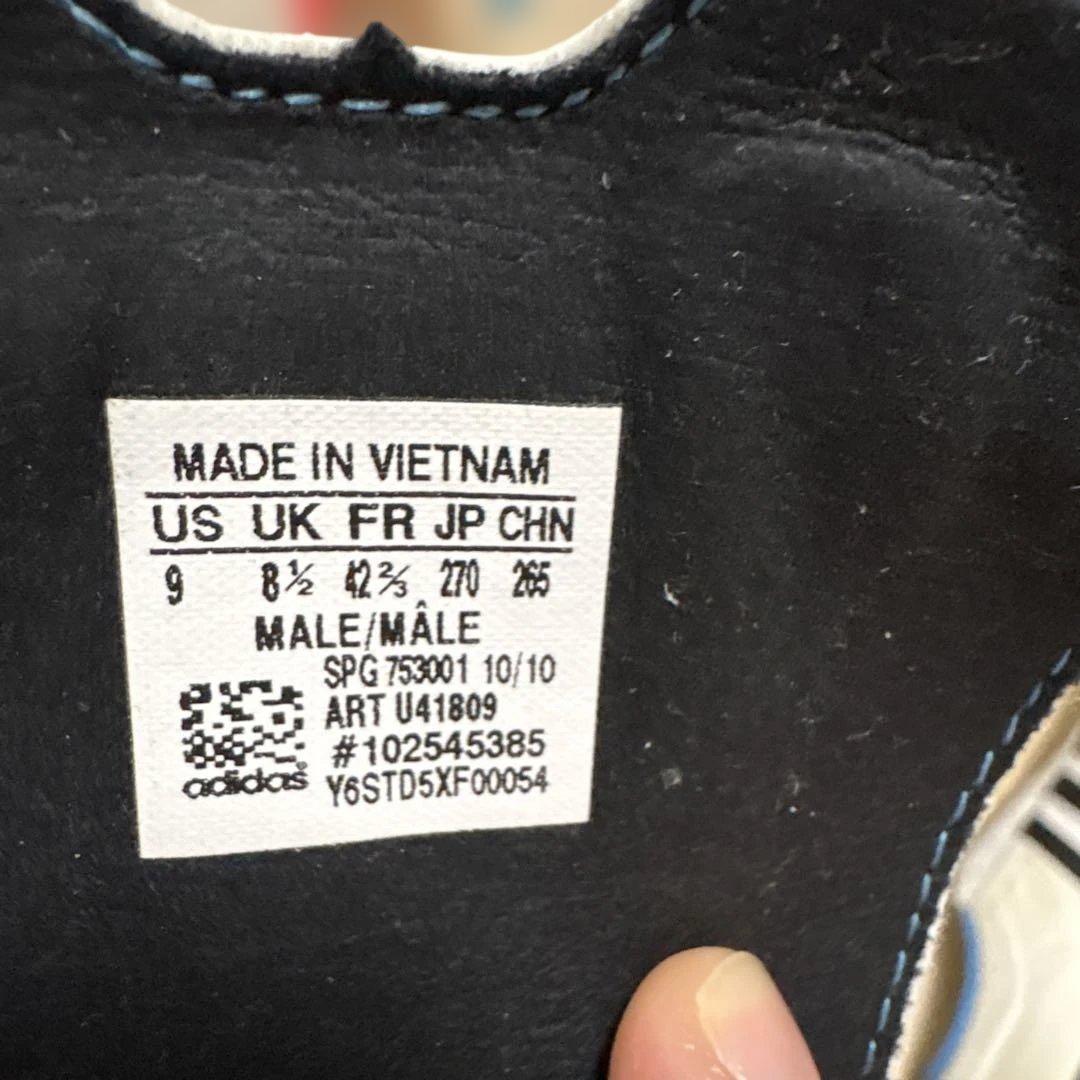 MADE IN VIETNAM
US UK FR JP CHN
9 8½ 42⅔ 270 265
MALE/MÂLE
SPG 753001 10/10
ART U41809
#102545385
adidas® Y6STD5XF00054